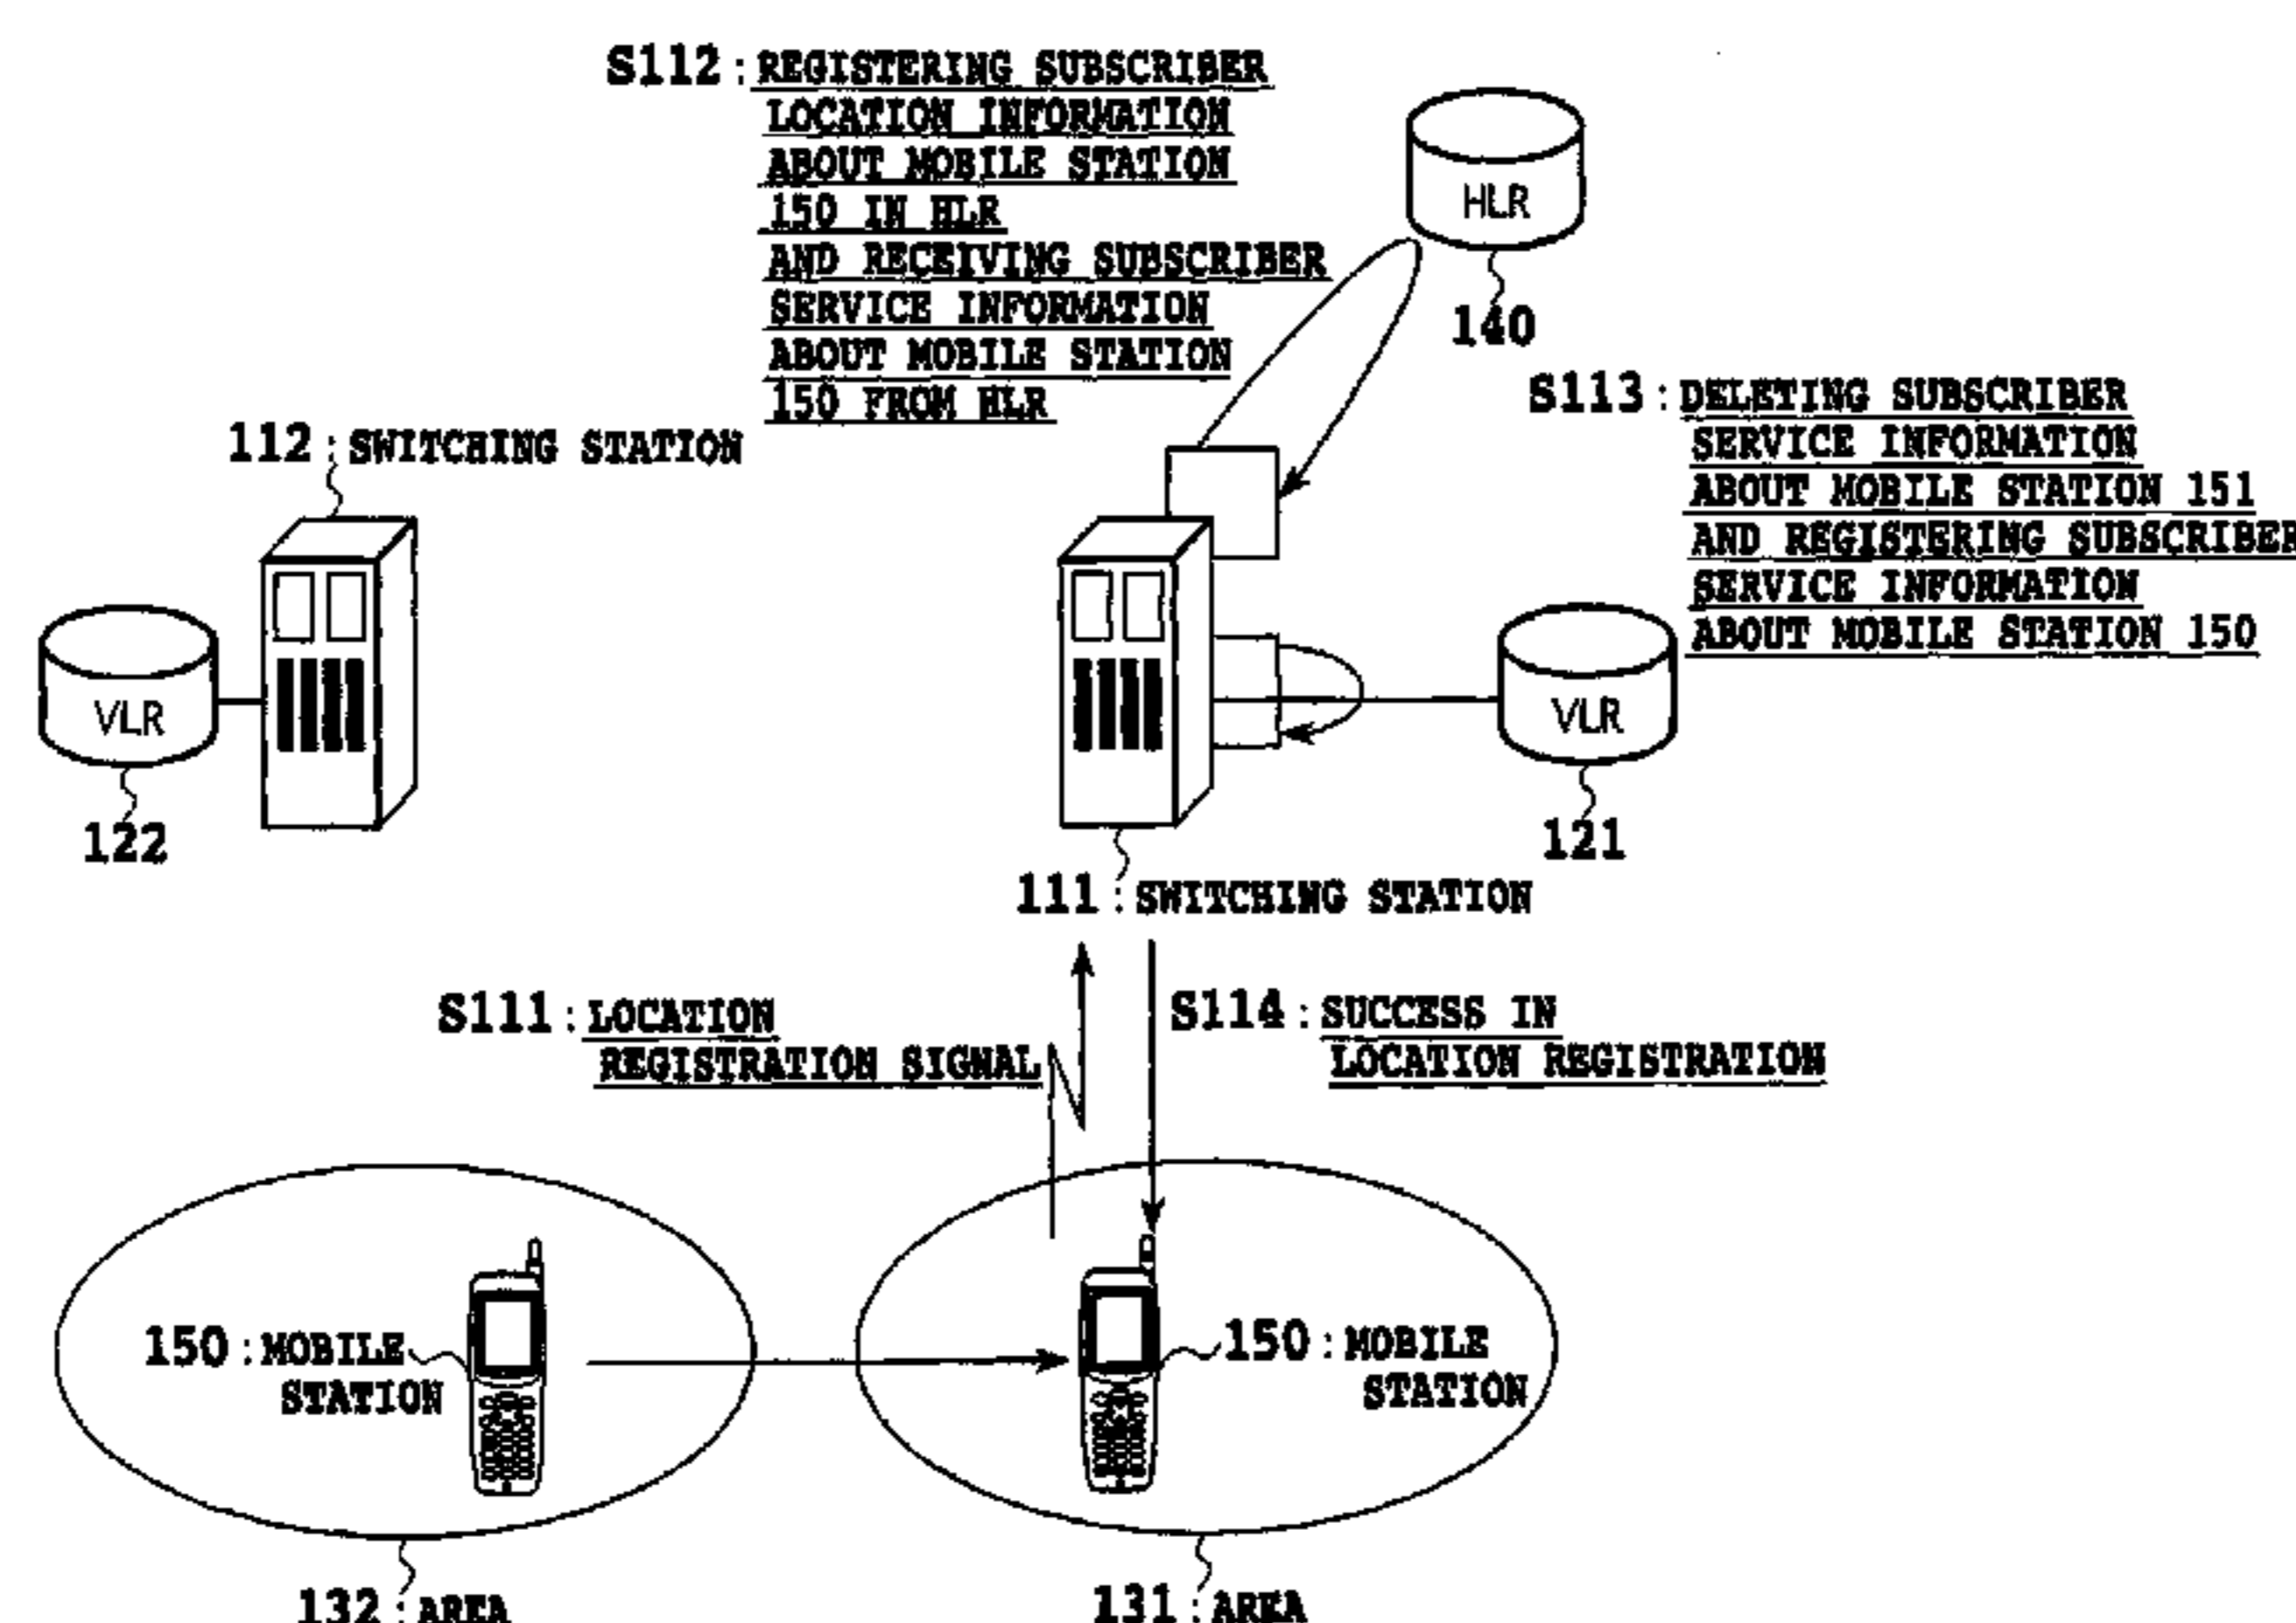 S112 : REGISTERING SUBSCRIBER
LOCATION INFORMATION
ABOUT MOBILE STATION
150 IN HLR
AND RECEIVING SUBSCRIBER
SERVICE INFORMATION
ABOUT MOBILE STATION
150 FROM HLR
HLR
140
S113 : DELETING SUBSCRIBER
SERVICE INFORMATION
ABOUT MOBILE STATION 151
AND REGISTERING SUBSCRIBER
SERVICE INFORMATION
ABOUT MOBILE STATION 150
112 : SWITCHING STATION
VLR
122
VLR
121
111 : SWITCHING STATION
S111 : LOCATION
REGISTRATION SIGNAL
S114 : SUCCESS IN
LOCATION REGISTRATION
150 : MOBILE
STATION
150 : MOBILE
STATION
132 : AREA
131 : AREA